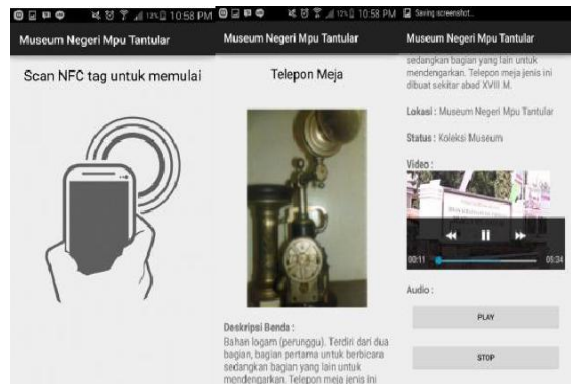 12% 10:58 PM
Museum Negeri Mpu Tantular
Scan NFC tag untuk memulai
12% 10:58 PM
Museum Negeri Mpu Tantular
Telepon Meja
Deskripsi Benda :
Bahan logam (perunggu). Terdiri dari dua
bagian, bagian pertama untuk berbicara
sedangkan bagian yang lain untuk
mendengarkan. Telepon meja jenis ini
Saving screenshot...
Museum Negeri Mpu Tantular
sedangkan bagian yang lain untuk
mendengarkan. Telepon meja jenis ini
dibuat sekitar abad XVIII M.
Lokasi : Museum Negeri Mpu Tantular
Status : Koleksi Museum
Video :
00:11
05:34
Audio :
PLAY
STOP